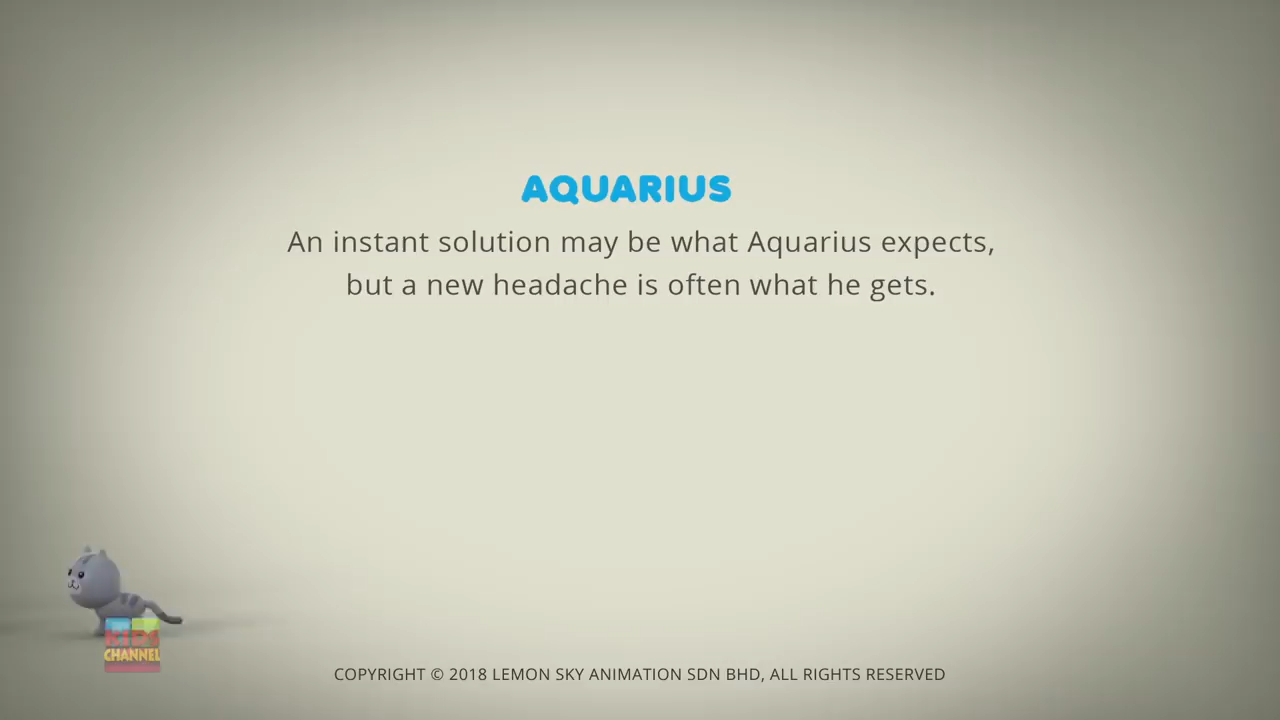 AQUARIUS
An instant solution may be what Aquarius expects,
but a new headache is often what he gets.
KIDS
CHANNEL
COPYRIGHT © 2018 LEMON SKY ANIMATION SDN BHD, ALL RIGHTS RESERVED